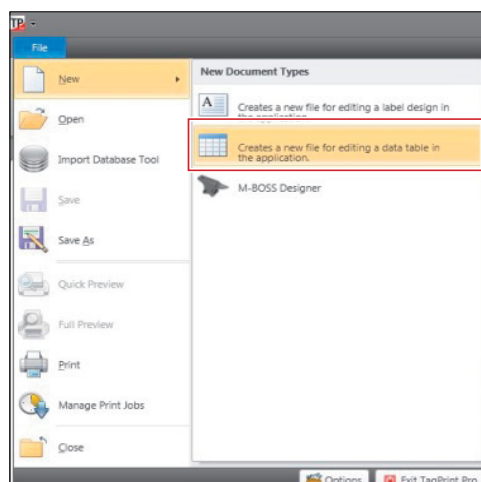 TP
File
New
New Document Types
A
Creates a new file for editing a label design in
the application.
Open
Creates a new file for editing a data table in
the application.
Import Database Tool
M-BOSS Designer
Save
Save As
Quick Preview
Full Preview
Print
Manage Print Jobs
Close
Options
Exit TagPrint Pro